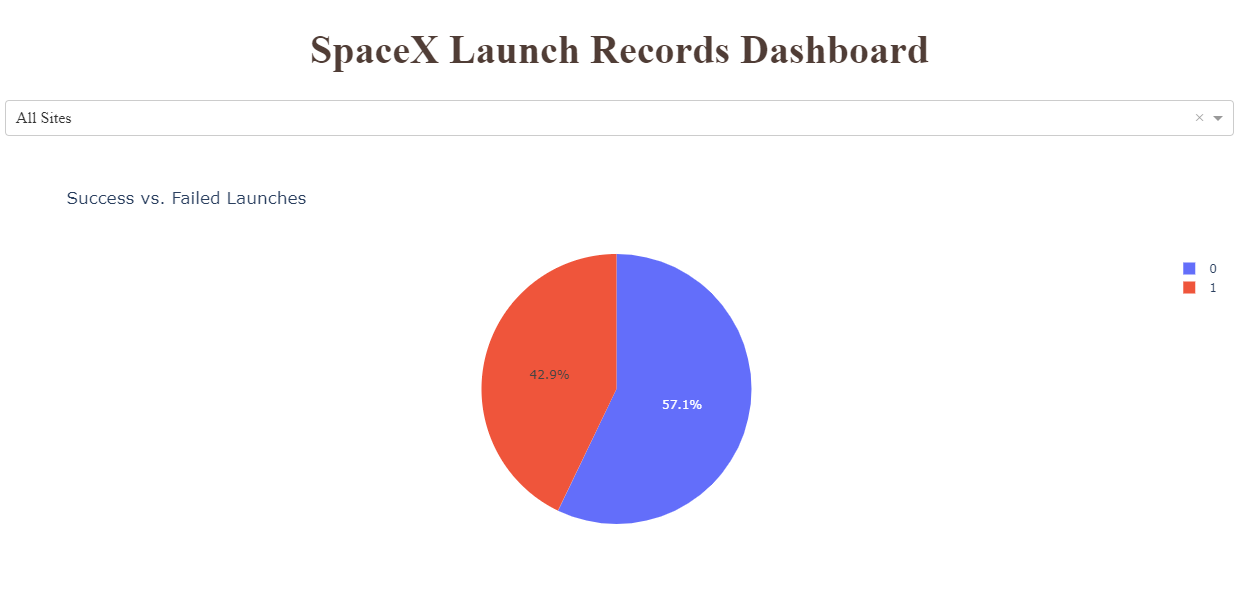 SpaceX Launch Records Dashboard
All Sites ×
Success vs. Failed Launches
0
1
42.9%
57.1%